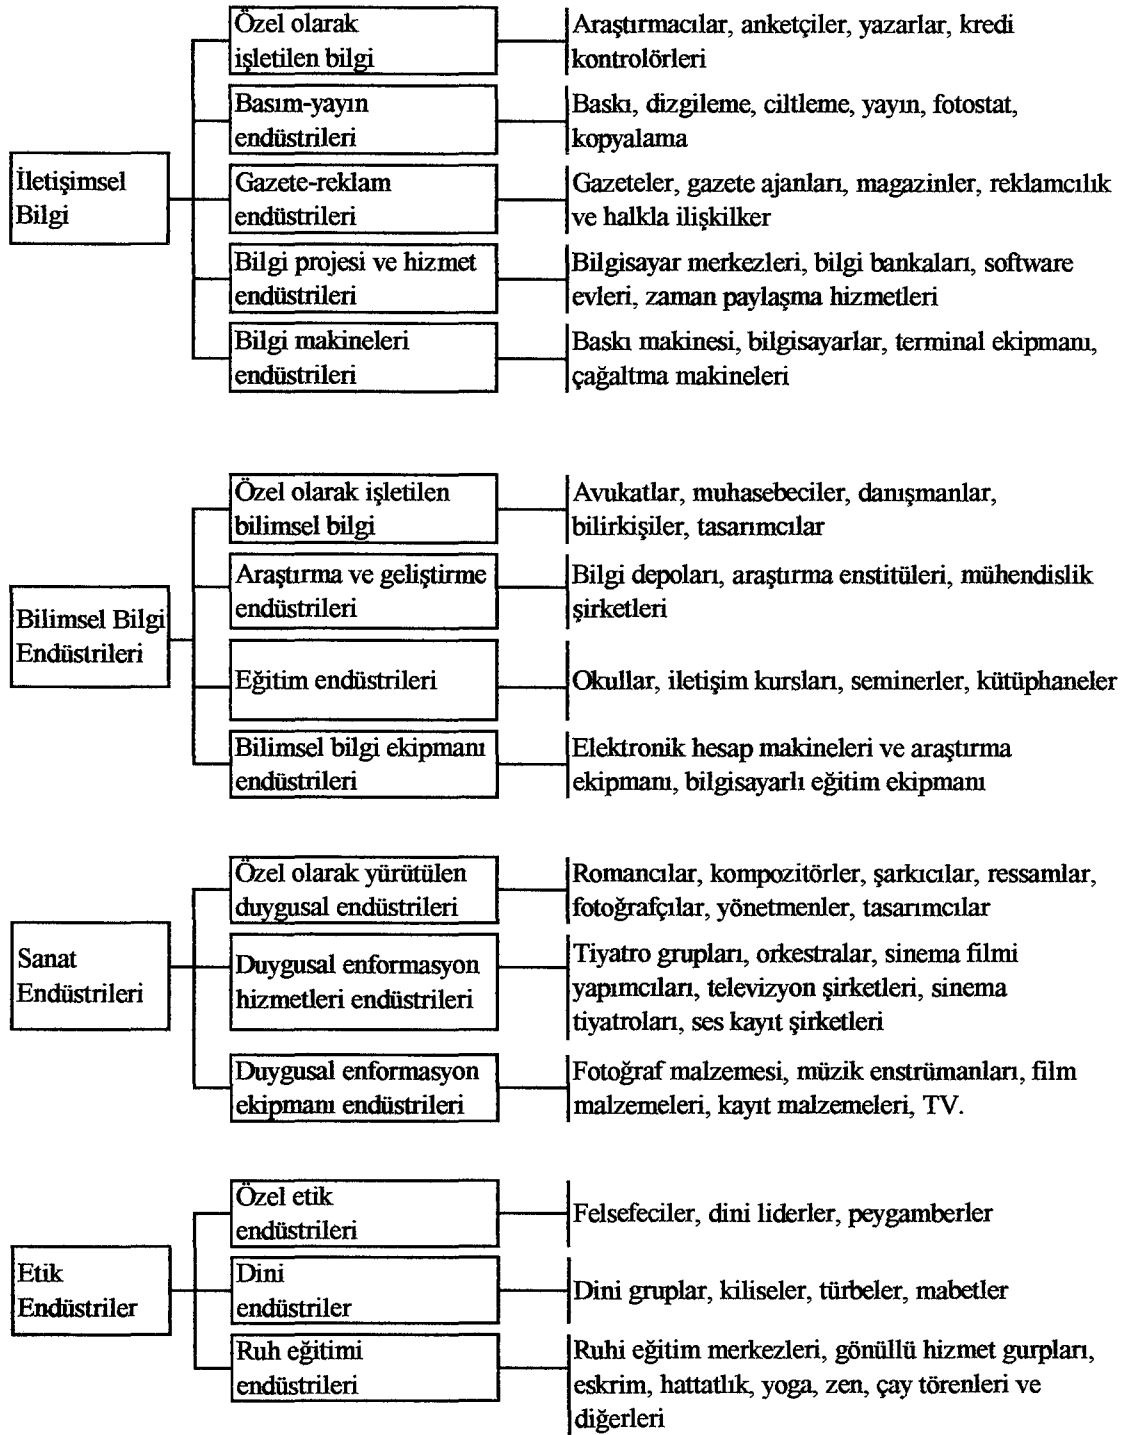 Özel olarak
işletilen bilgi
Araştırmacılar, anketçiler, yazarlar, kredi
kontrolörleri
Basım-yayın
endüstrileri
Baskı, dizgileme, ciltleme, yayın, fotostat,
kopyalama
İletişimsel
Bilgi
Gazete-reklam
endüstrileri
Gazeteler, gazete ajanları, magazinler, reklamcılık
ve halkla ilişkilker
Bilgi projesi ve hizmet
endüstrileri
Bilgisayar merkezleri, bilgi bankaları, software
evleri, zaman paylaşma hizmetleri
Bilgi makineleri
endüstrileri
Baskı makinesi, bilgisayarlar, terminal ekipmanı,
çağaltma makineleri
Özel olarak işletilen
bilimsel bilgi
Avukatlar, muhasebeciler, danışmanlar,
bilirkişiler, tasarımcılar
Araştırma ve geliştirme
endüstrileri
Bilgi depoları, araştırma enstitüleri, mühendislik
şirketleri
Bilimsel Bilgi
Endüstrileri
Eğitim endüstrileri
Okullar, iletişim kursları, seminerler, kütüphaneler
Bilimsel bilgi ekipmanı
endüstrileri
Elektronik hesap makineleri ve araştırma
ekipmanı, bilgisayarlı eğitim ekipmanı
Özel olarak yürütülen
duygusal endüstrileri
Romancılar, kompozitörler, şarkıcılar, ressamlar,
fotoğrafçılar, yönetmenler, tasarımcılar
Sanat
Endüstrileri
Duygusal enformasyon
hizmetleri endüstrileri
Tiyatro grupları, orkestralar, sinema filmi
yapımcıları, televizyon şirketleri, sinema
tiyatroları, ses kayıt şirketleri
Duygusal enformasyon
ekipmanı endüstrileri
Fotoğraf malzemesi, müzik enstrümanları, film
malzemeleri, kayıt malzemeleri, TV.
Özel etik
endüstrileri
Felsefeciler, dini liderler, peygamberler
Etik
Endüstriler
Dini
endüstriler
Dini gruplar, kiliseler, türbeler, mabetler
Ruh eğitimi
endüstrileri
Ruhi eğitim merkezleri, gönüllü hizmet gurpları,
eskrim, hattatlık, yoga, zen, çay törenleri ve
diğerleri